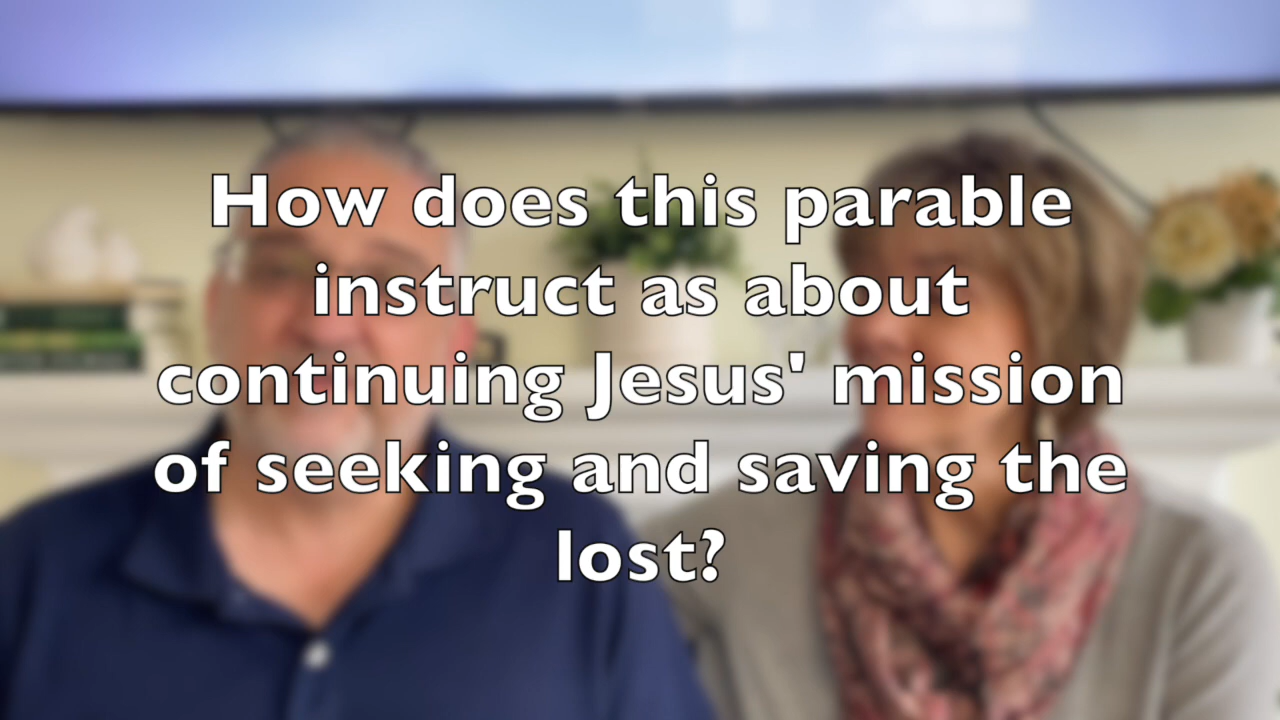 How does this parable
instruct as about
continuing Jesus' mission
of seeking and saving the
lost?